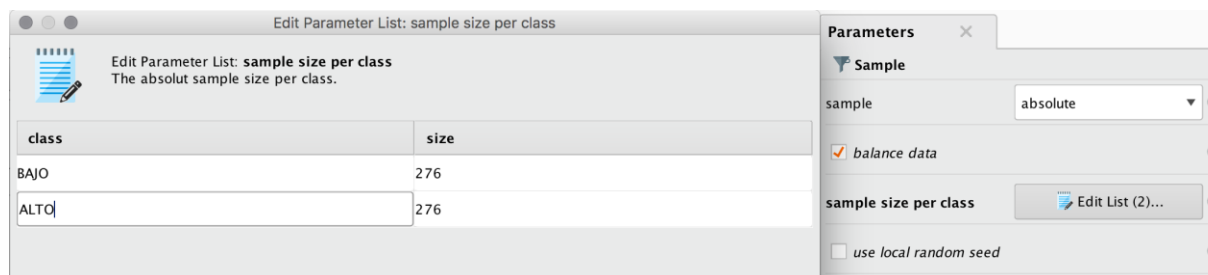 Edit Parameter List: sample size per class
Edit Parameter List: sample size per class
The absolut sample size per class.
class size
BAJO 276
ALTO 276
Parameters
Sample
sample absolute
balance data
sample size per class Edit List (2)...
use local random seed